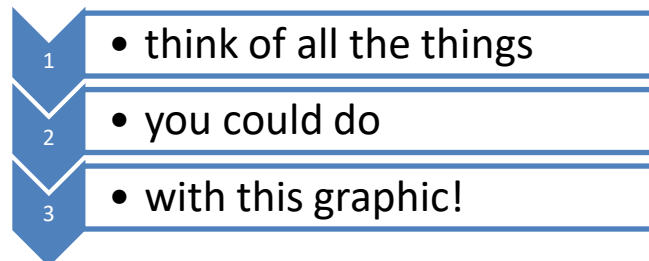 1
• think of all the things
2
• you could do
3
• with this graphic!